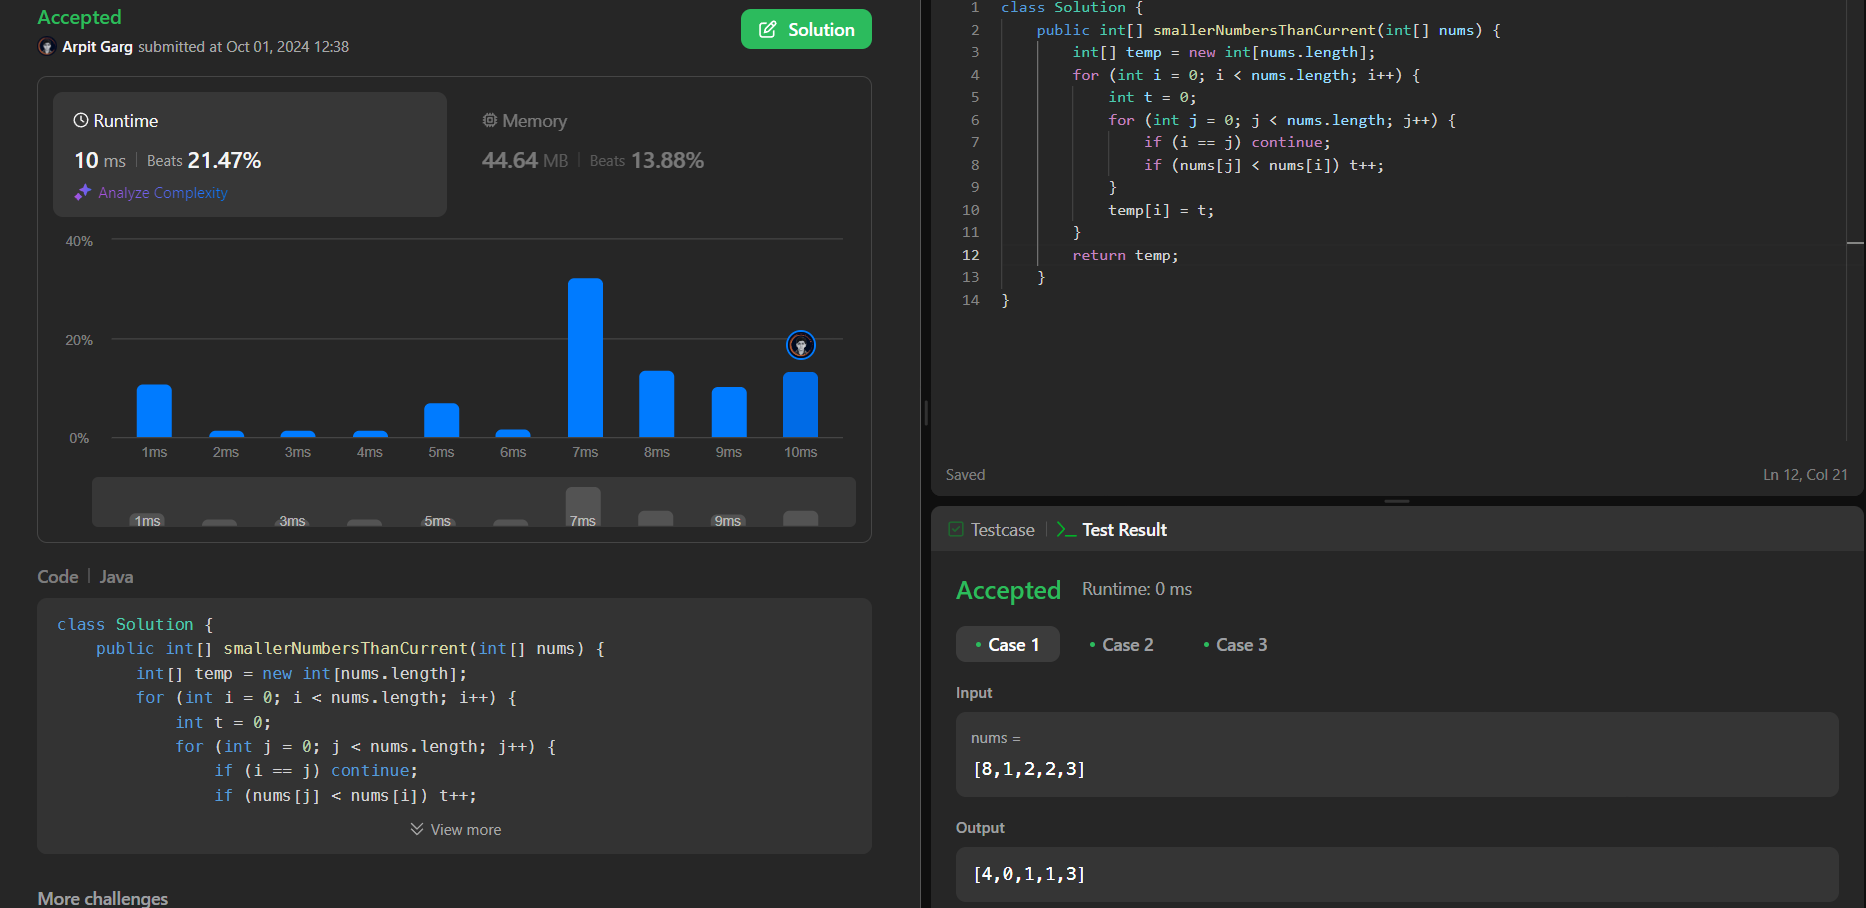 Accepted
Arpit Garg submitted at Oct 01, 2024 12:38
Solution
Runtime
10 ms | Beats 21.47%
Analyze Complexity
Memory
44.64 MB | Beats 13.88%
40%
20%
0%
1ms 2ms 3ms 4ms 5ms 6ms 7ms 8ms 9ms 10ms
1ms 3ms 5ms 7ms 9ms
Code | Java
class Solution {
    public int[] smallerNumbersThanCurrent(int[] nums) {
        int[] temp = new int[nums.length];
        for (int i = 0; i < nums.length; i++) {
            int t = 0;
            for (int j = 0; j < nums.length; j++) {
                if (i == j) continue;
                if (nums[j] < nums[i]) t++;
View more
More challenges
1 class Solution {
2     public int[] smallerNumbersThanCurrent(int[] nums) {
3         int[] temp = new int[nums.length];
4         for (int i = 0; i < nums.length; i++) {
5             int t = 0;
6             for (int j = 0; j < nums.length; j++) {
7                 if (i == j) continue;
8                 if (nums[j] < nums[i]) t++;
9             }
10             temp[i] = t;
11         }
12         return temp;
13     }
14 }
Saved
Ln 12, Col 21
Testcase | >_ Test Result
Accepted Runtime: 0 ms
• Case 1 • Case 2 • Case 3
Input
nums =
[8,1,2,2,3]
Output
[4,0,1,1,3]